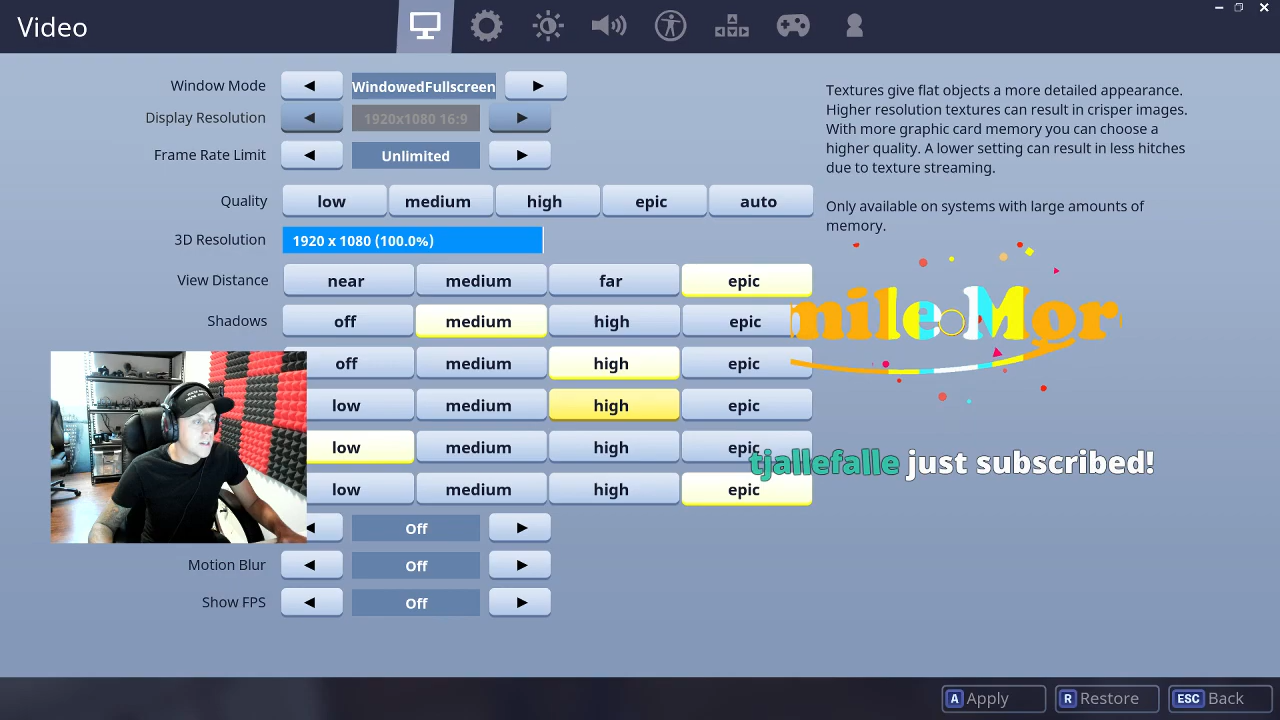 Video
Window Mode
WindowedFullscreen
Display Resolution
1920x1080 16:9
Frame Rate Limit
Unlimited
Quality
low medium high epic auto
3D Resolution
1920 x 1080 (100.0%)
View Distance
near medium far epic
Shadows
off medium high epic
off medium high epic
low medium high epic
low medium high epic
low medium high epic
Off
Motion Blur
Off
Show FPS
Off
Textures give flat objects a more detailed appearance.
Higher resolution textures can result in crisper images.
With more graphic card memory you can choose a
higher quality. A lower setting can result in less hitches
due to texture streaming.
Only available on systems with large amounts of
memory.
mile Mor
tjallefalle just subscribed!
A Apply
R Restore
ESC Back